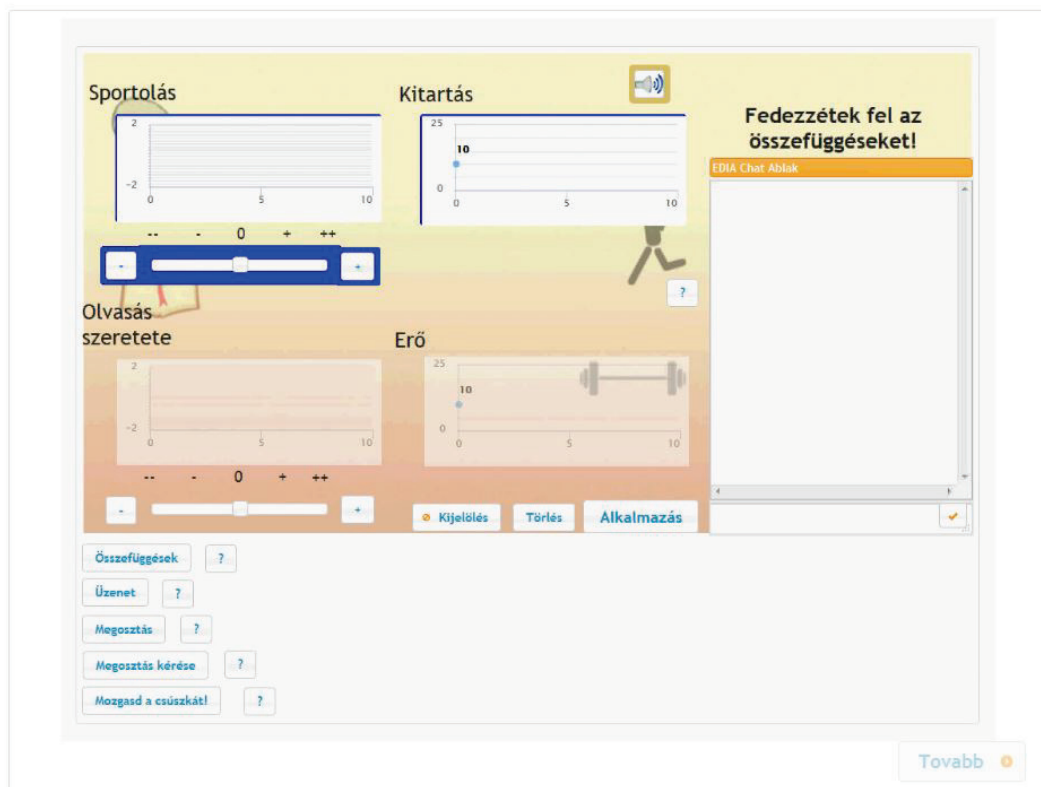 Sportolás
2
-2
0 5 10
-- - 0 + ++
- +
Kitartás
25
10
0
0 5 10
?
Fedezzétek fel az
összefüggéseket!
EDIA Chat Ablak
Olvasás
szeretete
2
-2
0 5 10
-- - 0 + ++
- +
Erő
25
10
0
0 5 10
Kijelölés Törlés Alkalmazás
Összefüggések ?
Üzenet ?
Megosztás ?
Megosztás kérése ?
Mozgasd a csúszkát! ?
Tovabb